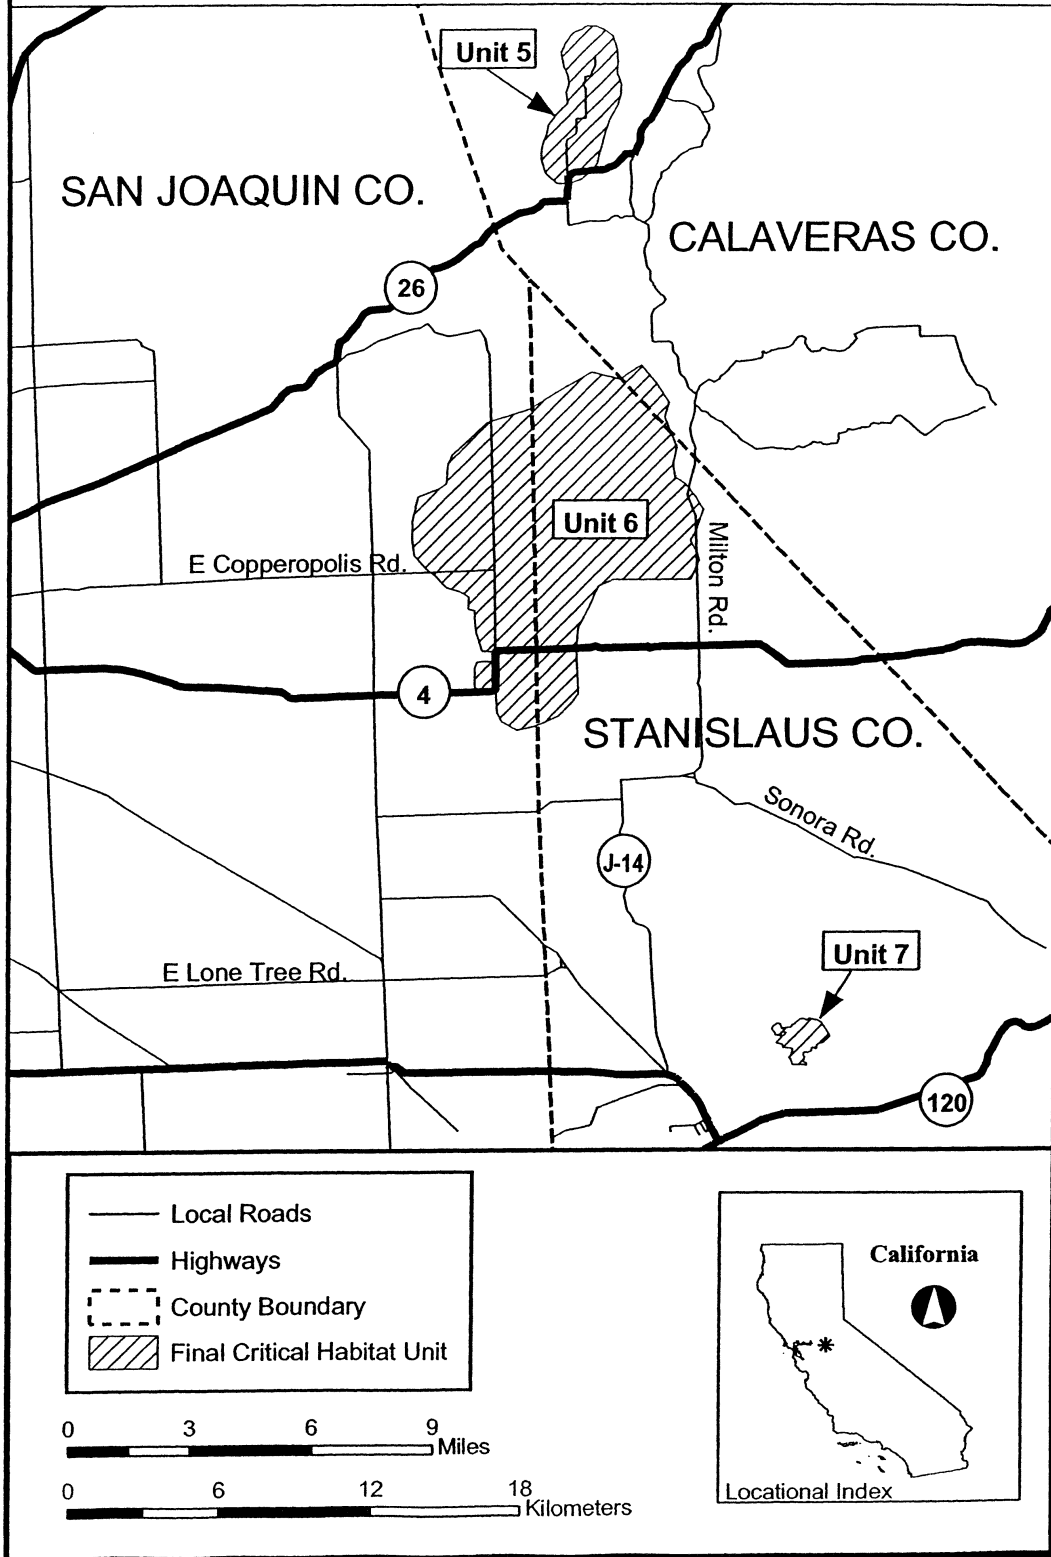 Unit 5
SAN JOAQUIN CO.
CALAVERAS CO.
26
Unit 6
Milton Rd.
E Copperopolis Rd.
4
STANISLAUS CO.
Sonora Rd.
J-14
Unit 7
E Lone Tree Rd.
120
Local Roads
Highways
County Boundary
Final Critical Habitat Unit
0 3 6 9
Miles
0 6 12 18
Kilometers
California
Locational Index